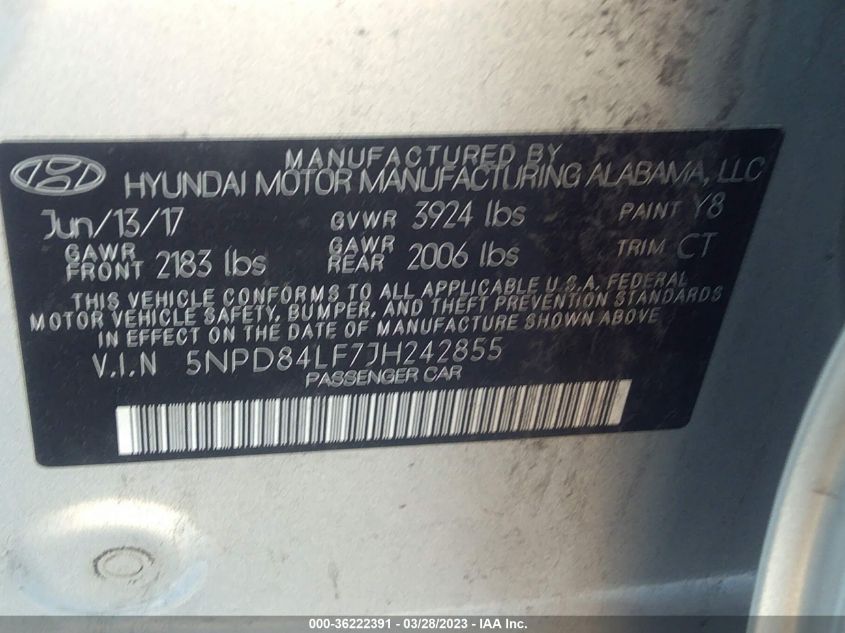 MANUFACTURED BY
HYUNDAI MOTOR MANUFACTURING ALABAMA, LLC
Jun/13/17 GVWR 3924 lbs PAINT Y8
GAWR FRONT 2183 lbs GAWR REAR 2006 lbs TRIM CT
THIS VEHICLE CONFORMS TO ALL APPLICABLE U.S.A. FEDERAL
MOTOR VEHICLE SAFETY, BUMPER, AND THEFT PREVENTION STANDARDS
IN EFFECT ON THE DATE OF MANUFACTURE SHOWN ABOVE
V.I.N 5NPD84LF7JH242855
PASSENGER CAR
000-36222391 - 03/28/2023 - IAA Inc.